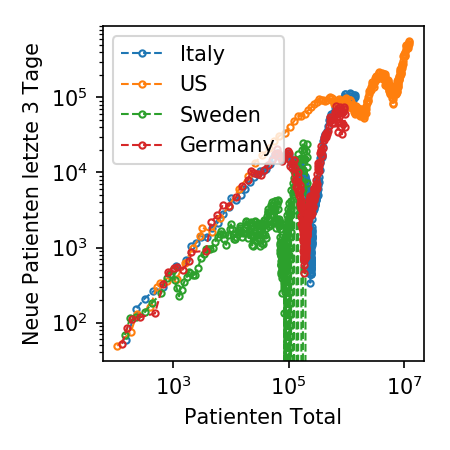 Italy
US
Sweden
Germany
Neue Patienten letzte 3 Tage
10⁵
10⁴
10³
10²
10³
10⁵
10⁷
Patienten Total